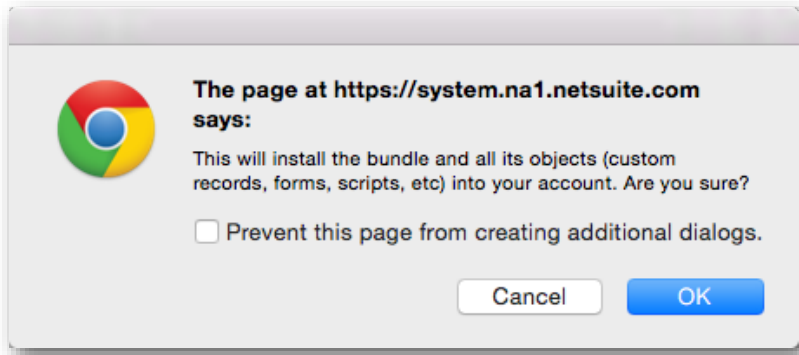 The page at https://system.na1.netsuite.com
says:
This will install the bundle and all its objects (custom
records, forms, scripts, etc) into your account. Are you sure?
Prevent this page from creating additional dialogs.
Cancel
OK